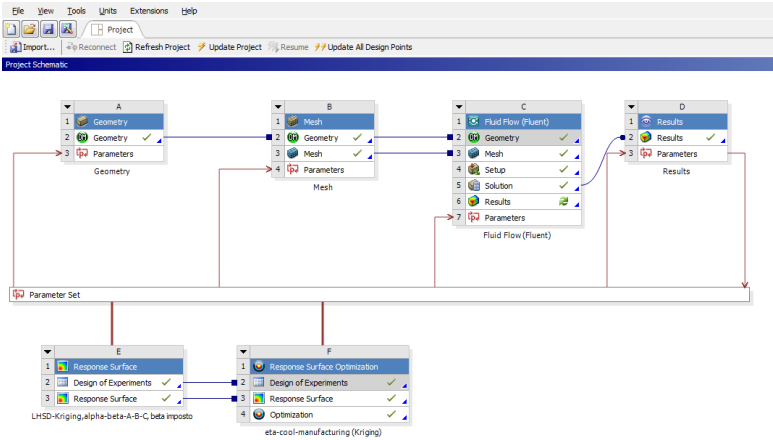 File View Tools Units Extensions Help
Project
Import... Reconnect Refresh Project Update Project Resume Update All Design Points
Project Schematic
A
1 Geometry
2 Geometry
3 Parameters
Geometry
B
1 Mesh
2 Geometry
3 Mesh
4 Parameters
Mesh
C
1 Fluid Flow (Fluent)
2 Geometry
3 Mesh
4 Setup
5 Solution
6 Results
7 Parameters
Fluid Flow (Fluent)
D
1 Results
2 Results
3 Parameters
Results
Parameter Set
E
1 Response Surface
2 Design of Experiments
3 Response Surface
LHSD-Kriging,alpha-beta-A-B-C, beta imposto
F
1 Response Surface Optimization
2 Design of Experiments
3 Response Surface
4 Optimization
eta-cool-manufacturing (Kriging)